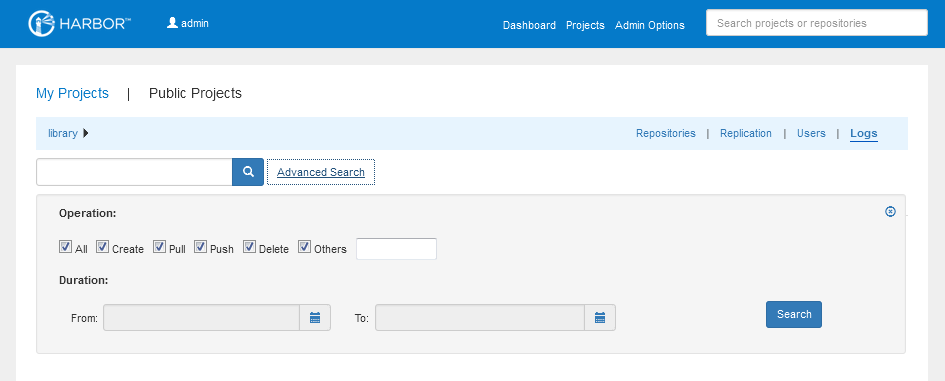 HARBOR™ admin Dashboard Projects Admin Options Search projects or repositories
My Projects | Public Projects
library Repositories | Replication | Users | Logs
Advanced Search
Operation:
All Create Pull Push Delete Others
Duration:
From: To: Search